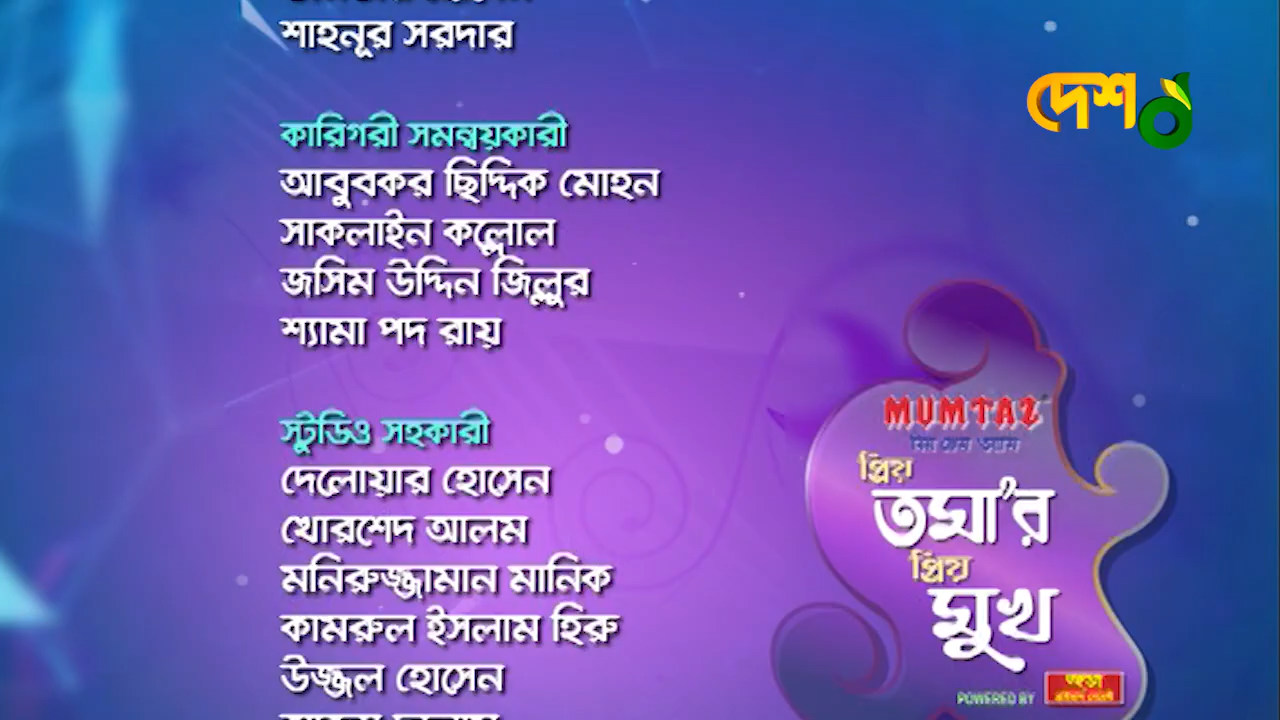 শাহনূর সরদার
দেশ
কারিগরী সমন্বয়কারী
আবুবকর ছিদ্দিক মোহন
সাকলাইন কল্লোল
জসিম উদ্দিন জিল্লুর
শ্যামা পদ রায়
স্টুডিও সহকারী
দেলোয়ার হোসেন
খোরশেদ আলম
মনিরুজ্জামান মানিক
কামরুল ইসলাম হিরু
উজ্জল হোসেন
MUMTAZ
প্রিয়
তমা'র
প্রিয়
মুখ
POWERED BY